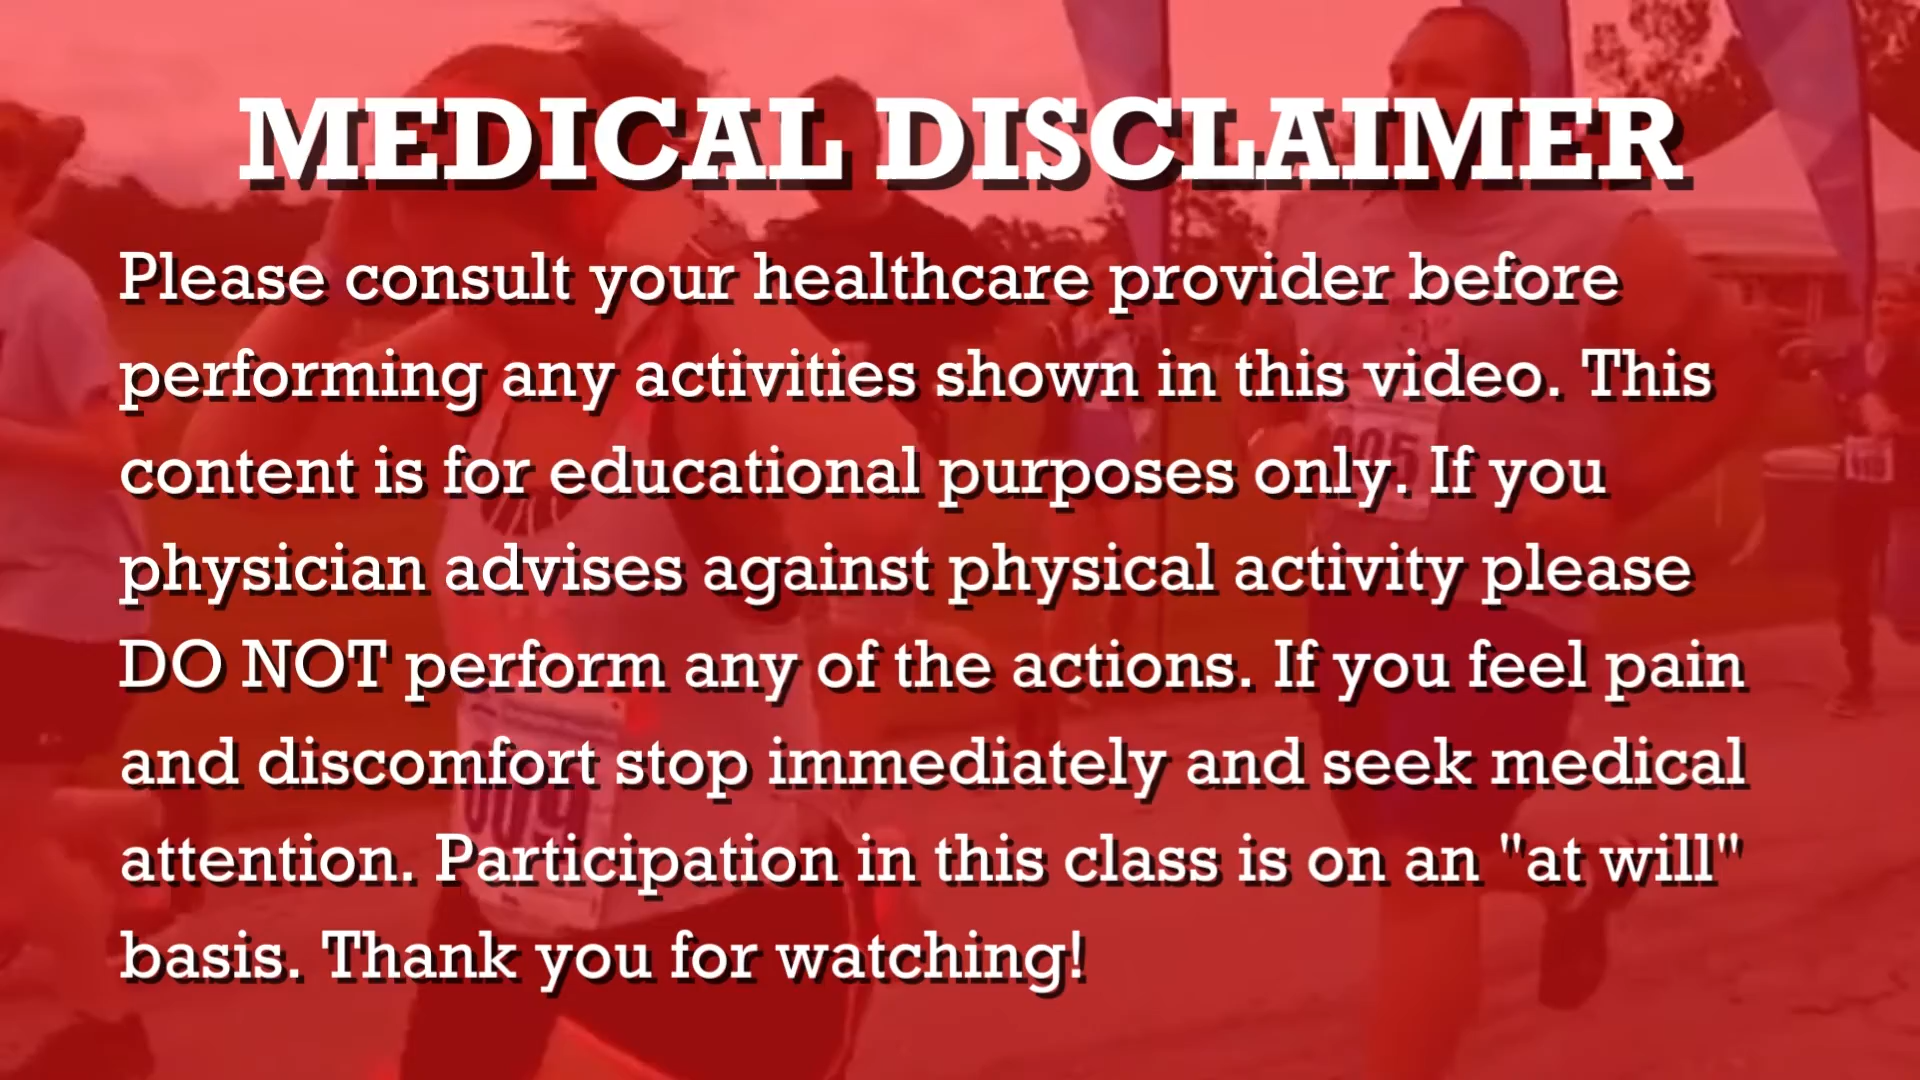 MEDICAL DISCLAIMER
Please consult your healthcare provider before
performing any activities shown in this video. This
content is for educational purposes only. If you
physician advises against physical activity please
DO NOT perform any of the actions. If you feel pain
and discomfort stop immediately and seek medical
attention. Participation in this class is on an "at will"
basis. Thank you for watching!